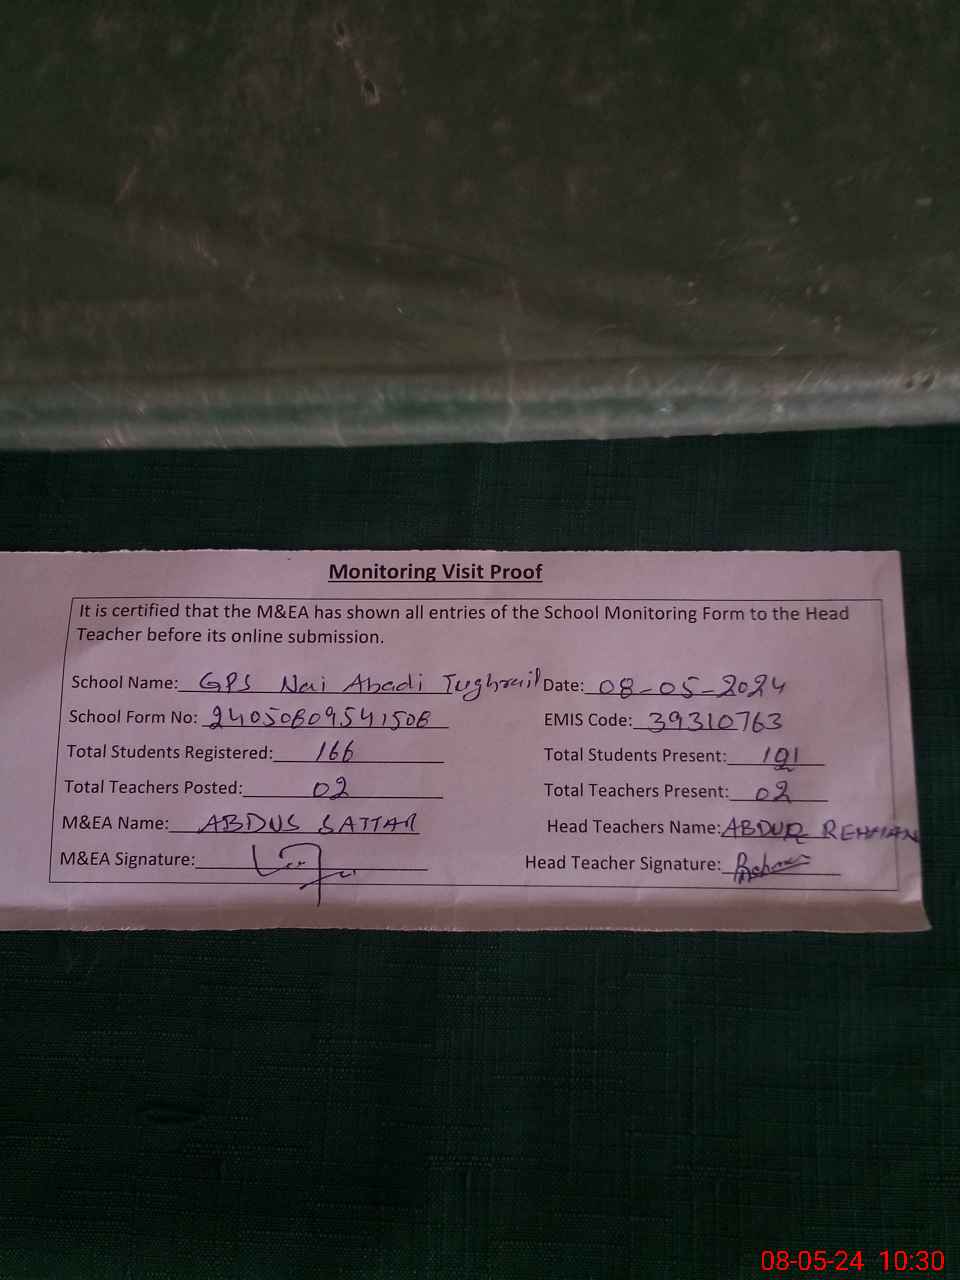 Monitoring Visit Proof
It is certified that the M&EA has shown all entries of the School Monitoring Form to the Head
Teacher before its online submission.
School Name: GPS Nai Abadi Tughrail Date: 08-05-2024
School Form No: 24050809541508 EMIS Code: 39310763
Total Students Registered: 166 Total Students Present:
Total Teachers Posted: 02 Total Teachers Present: 02
M&EA Name: ABDUS SATTAR Head Teachers Name: ABDUR REHMAN
M&EA Signature: Head Teacher Signature:
08-05-24 10:30